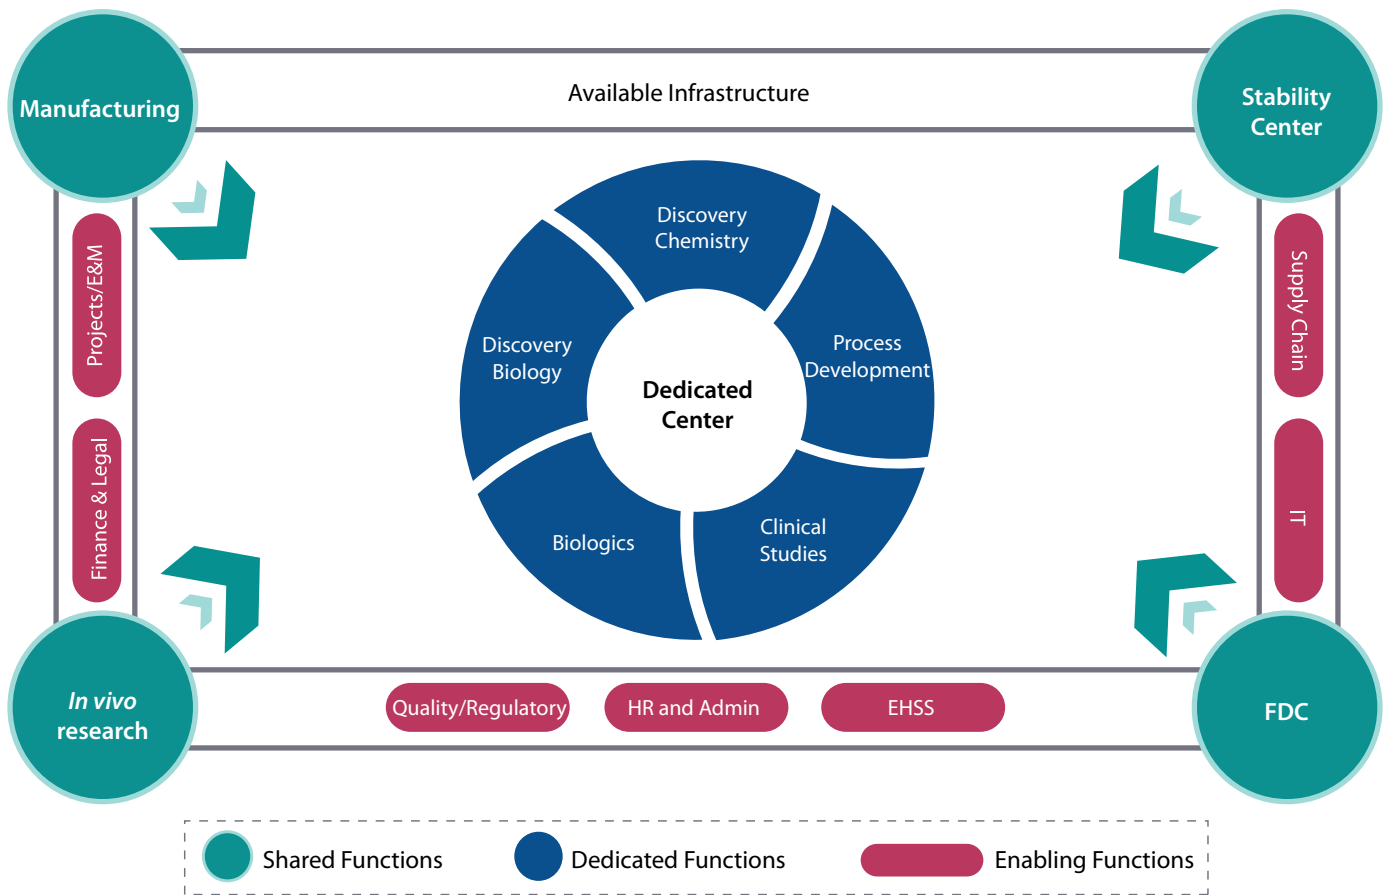 Manufacturing
Available Infrastructure
Stability
Center
Projects/E&M
Finance & Legal
Discovery
Chemistry
Discovery
Biology
Process
Development
Dedicated
Center
Biologics
Clinical
Studies
Supply Chain
IT
In vivo
research
Quality/Regulatory
HR and Admin
EHSS
FDC
Shared Functions
Dedicated Functions
Enabling Functions